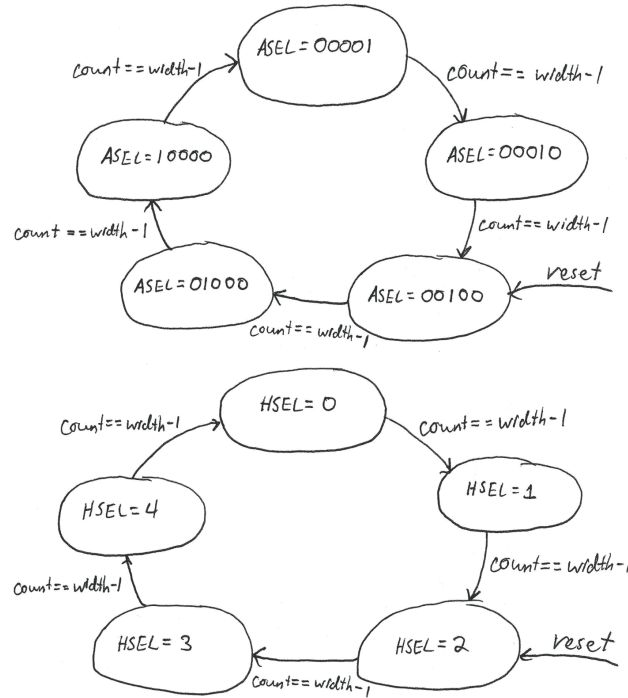 ASEL=00001
count==width-1
count== width-1
ASEL=10000
ASEL=00010
count==width-1
count==width-1
ASEL=01000
ASEL=00100
reset
count==width-1
HSEL=0
count==width-1
count==width-1
HSEL=4
HSEL=1
count==width-1
count==width-1
HSEL=3
HSEL=2
reset
count==width-1